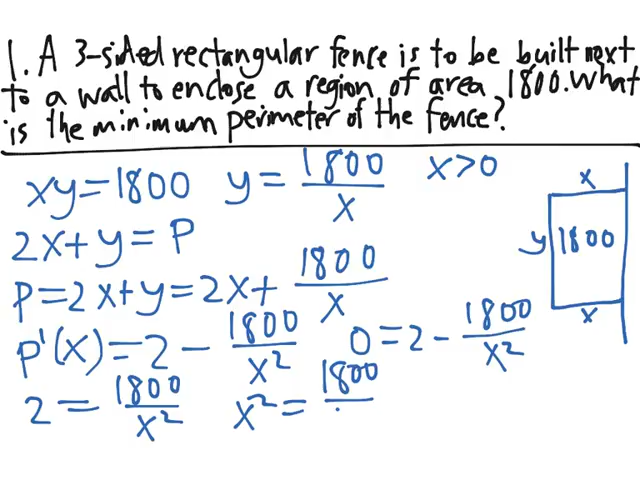 1. A 3-sided rectangular fence is to be built next
to a wall to enclose a region of area 1800. What
is the minimum perimeter of the fence?
xy=1800 y=1800/x x>0
x
2x+y=P
y 1800
P=2x+y=2x+1800/x
x
P'(x)=2-1800/x² 0=2-1800/x²
2=1800/x² x²=1800/